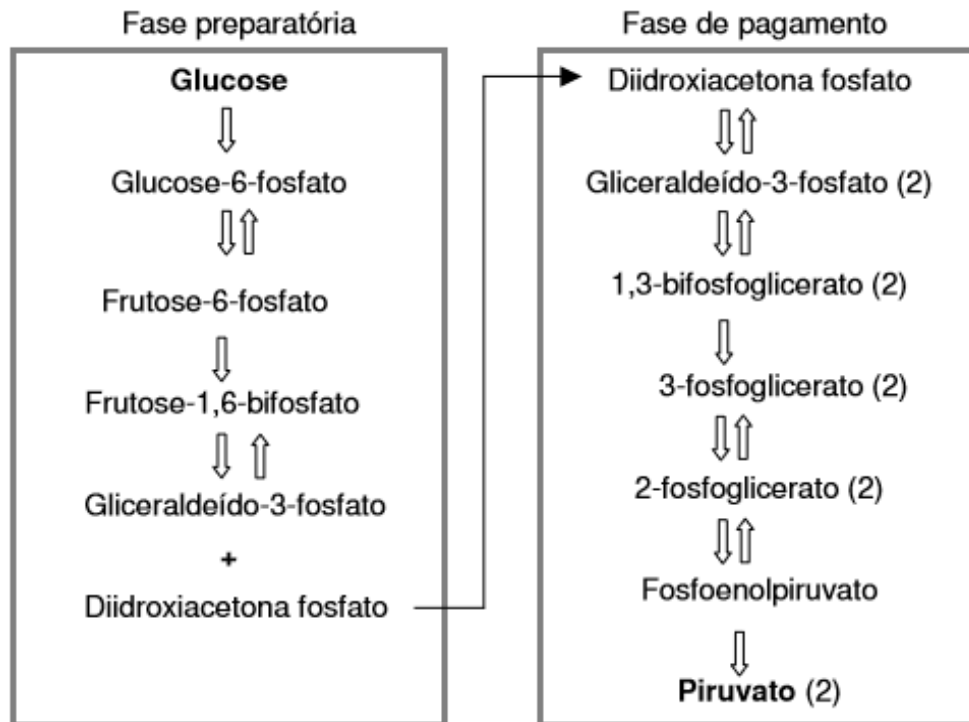 Fase preparatória
Glucose
Glucose-6-fosfato
Frutose-6-fosfato
Frutose-1,6-bifosfato
Gliceraldeído-3-fosfato
+
Diidroxiacetona fosfato
Fase de pagamento
Diidroxiacetona fosfato
Gliceraldeído-3-fosfato (2)
1,3-bifosfoglicerato (2)
3-fosfoglicerato (2)
2-fosfoglicerato (2)
Fosfoenolpiruvato
Piruvato (2)